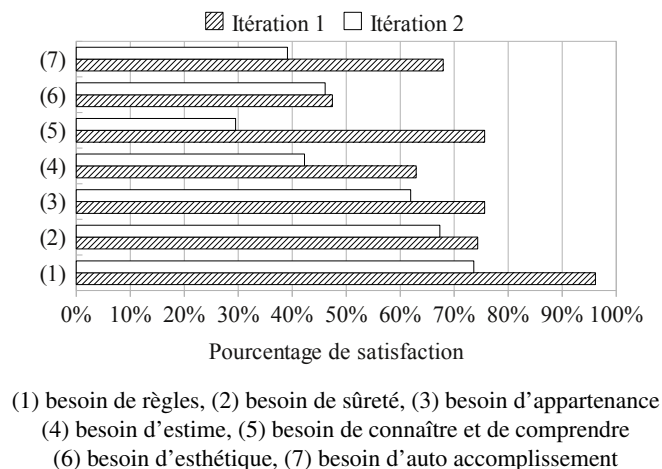 Itération 1 Itération 2
(7)
(6)
(5)
(4)
(3)
(2)
(1)
0% 10% 20% 30% 40% 50% 60% 70% 80% 90% 100%
Pourcentage de satisfaction
(1) besoin de règles, (2) besoin de sûreté, (3) besoin d’appartenance
(4) besoin d’estime, (5) besoin de connaître et de comprendre
(6) besoin d’esthétique, (7) besoin d’auto accomplissement